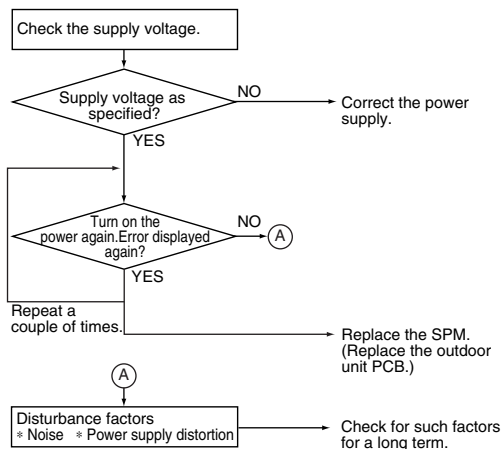 Check the supply voltage.
Supply voltage as
specified?
NO
Correct the power
supply.
YES
Turn on the
power again.Error displayed
again?
NO
A
YES
Repeat a
couple of times.
Replace the SPM.
(Replace the outdoor
unit PCB.)
A
Disturbance factors
* Noise * Power supply distortion
Check for such factors
for a long term.